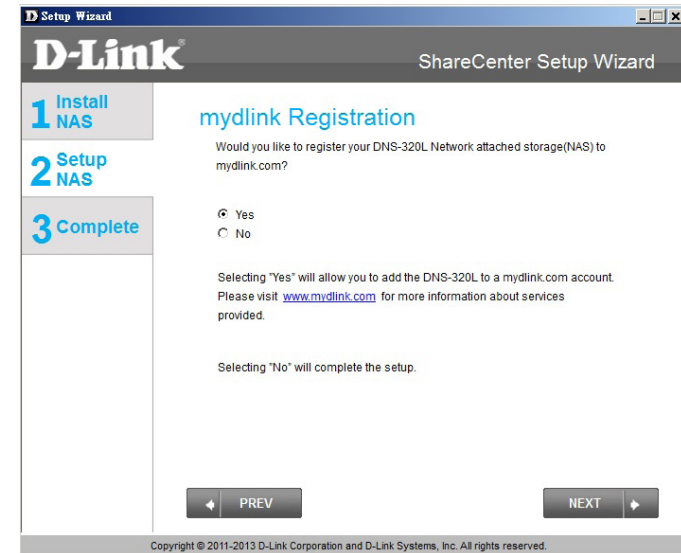 Setup Wizard
D-Link
ShareCenter Setup Wizard
1 Install
NAS
2 Setup
NAS
3 Complete
mydlink Registration
Would you like to register your DNS-320L Network attached storage(NAS) to
mydlink.com?
Yes
No
Selecting "Yes" will allow you to add the DNS-320L to a mydlink.com account.
Please visit www.mydlink.com for more information about services
provided.
Selecting "No" will complete the setup.
PREV
NEXT
Copyright © 2011-2013 D-Link Corporation and D-Link Systems, Inc. All rights reserved.